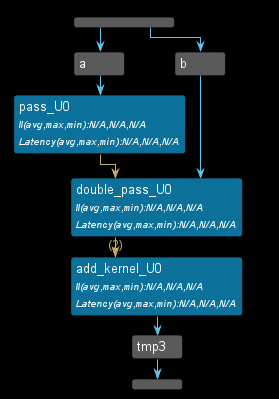 a
b
pass_U0
II(avg,max,min):N/A,N/A,N/A
Latency(avg,max,min):N/A,N/A,N/A
double_pass_U0
II(avg,max,min):N/A,N/A,N/A
Latency(avg,max,min):N/A,N/A,N/A
(2)
add_kernel_U0
II(avg,max,min):N/A,N/A,N/A
Latency(avg,max,min):N/A,N/A,N/A
tmp3